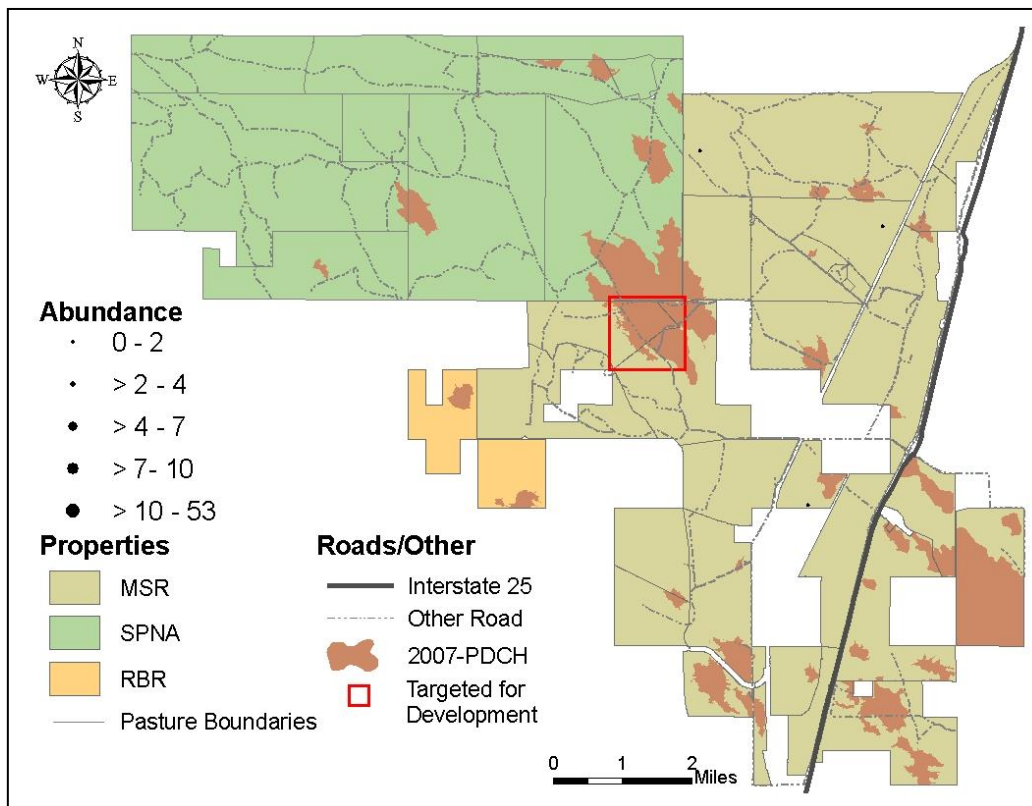 N
W E
S
Abundance
0 - 2
> 2 - 4
> 4 - 7
> 7- 10
> 10 - 53
Properties
MSR
SPNA
RBR
Pasture Boundaries
Roads/Other
Interstate 25
Other Road
2007-PDCH
Targeted for
Development
0 1 2
Miles